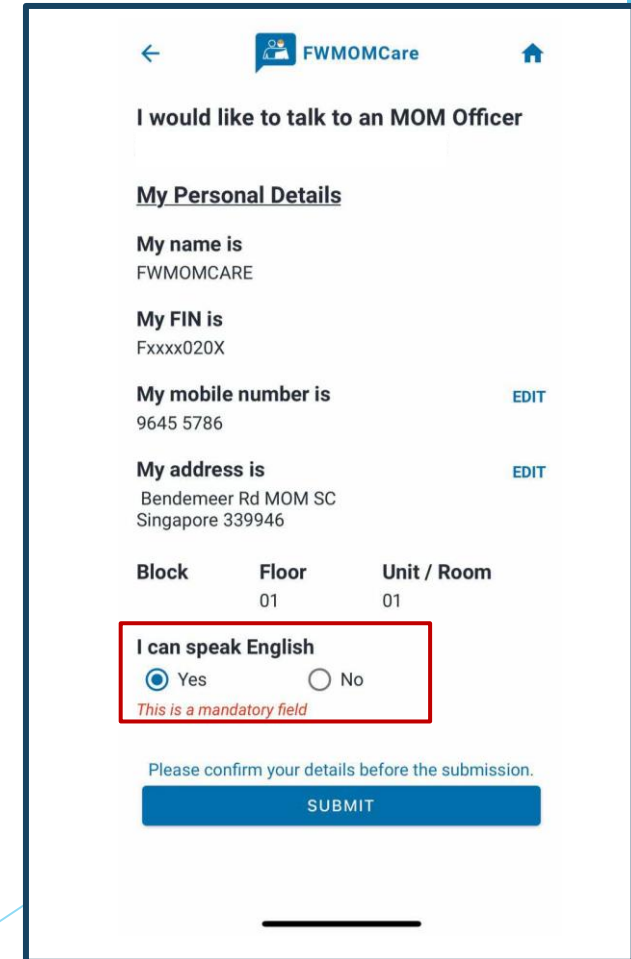 FWMOMCare
I would like to talk to an MOM Officer
My Personal Details
My name is
FWMOMCARE
My FIN is
Fxxxx020X
My mobile number is EDIT
9645 5786
My address is EDIT
Bendemeer Rd MOM SC
Singapore 339946
Block Floor Unit / Room
01 01
I can speak English
Yes No
This is a mandatory field
Please confirm your details before the submission.
SUBMIT